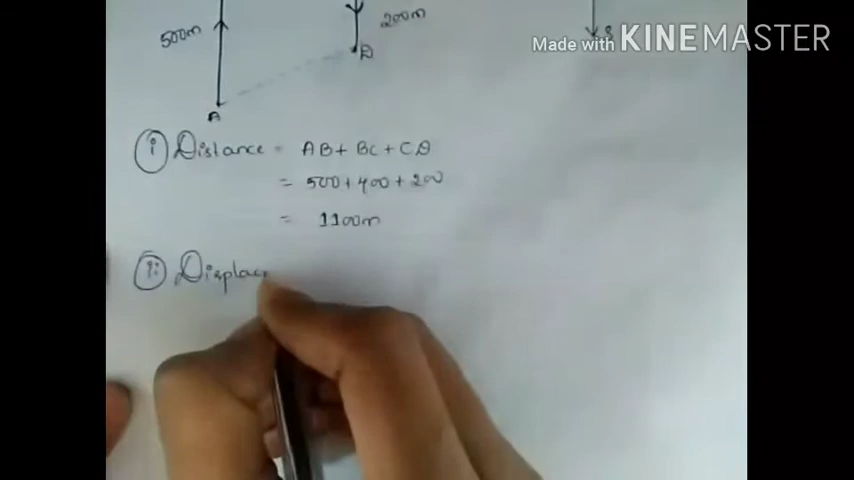 500m
200m
S
Made with KINEMASTER
D
A
i Distance = AB + BC + CD
= 500 + 400 + 200
= 1100m
ii Displac